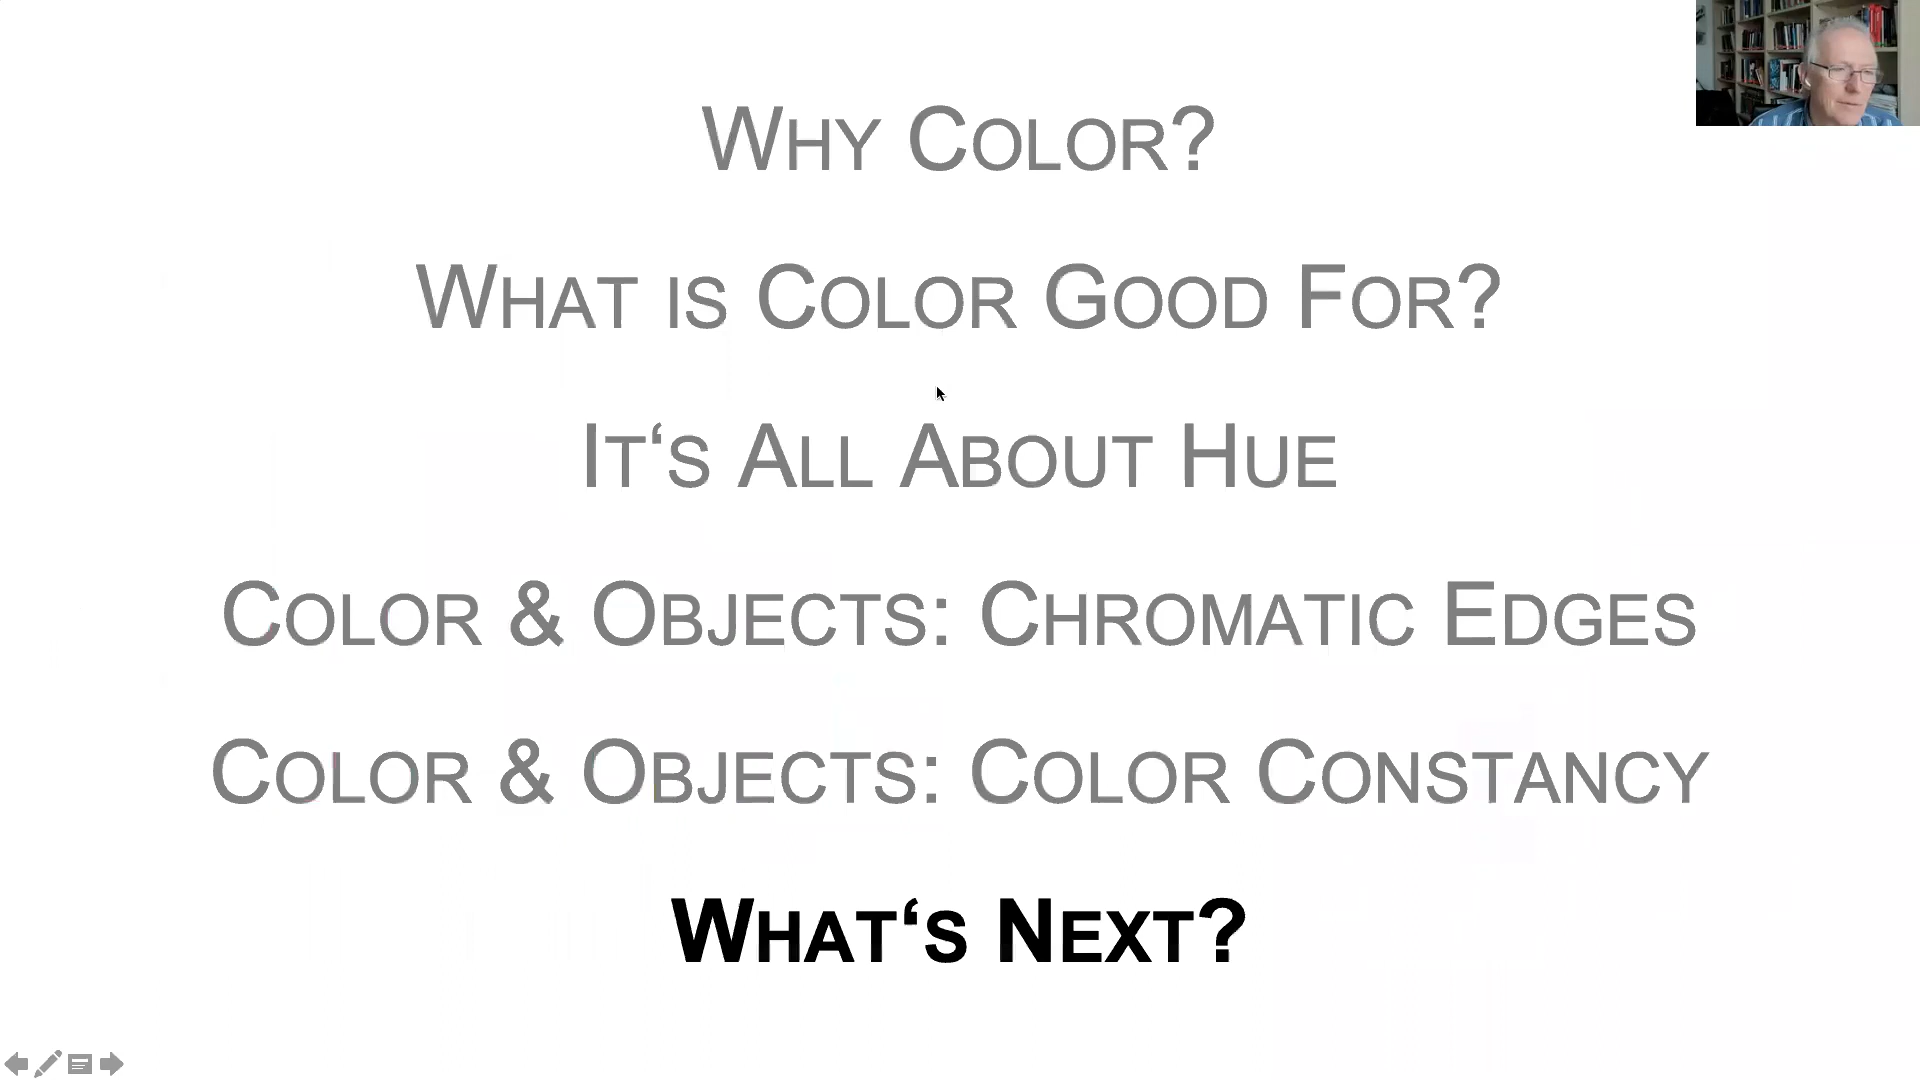 Why Color?
What is Color Good For?
It‘s All About Hue
Color & Objects: Chromatic Edges
Color & Objects: Color Constancy
What‘s Next?